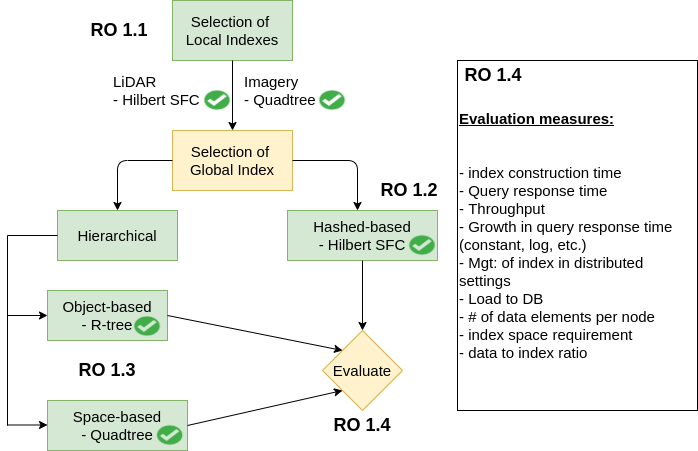 RO 1.1
Selection of
Local Indexes
LiDAR
- Hilbert SFC
Imagery
- Quadtree
Selection of
Global Index
RO 1.2
Hierarchical
Hashed-based
- Hilbert SFC
Object-based
- R-tree
RO 1.3
Space-based
- Quadtree
Evaluate
RO 1.4
RO 1.4
Evaluation measures:
- index construction time
- Query response time
- Throughput
- Growth in query response time
(constant, log, etc.)
- Mgt: of index in distributed
settings
- Load to DB
- # of data elements per node
- index space requirement
- data to index ratio